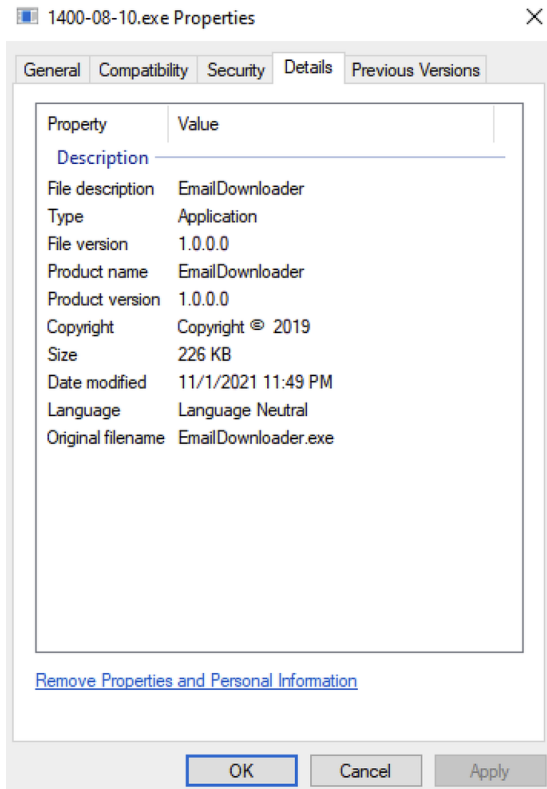 1400-08-10.exe Properties
General Compatibility Security Details Previous Versions
Property Value
Description
File description EmailDownloader
Type Application
File version 1.0.0.0
Product name EmailDownloader
Product version 1.0.0.0
Copyright Copyright © 2019
Size 226 KB
Date modified 11/1/2021 11:49 PM
Language Language Neutral
Original filename EmailDownloader.exe
Remove Properties and Personal Information
OK Cancel Apply